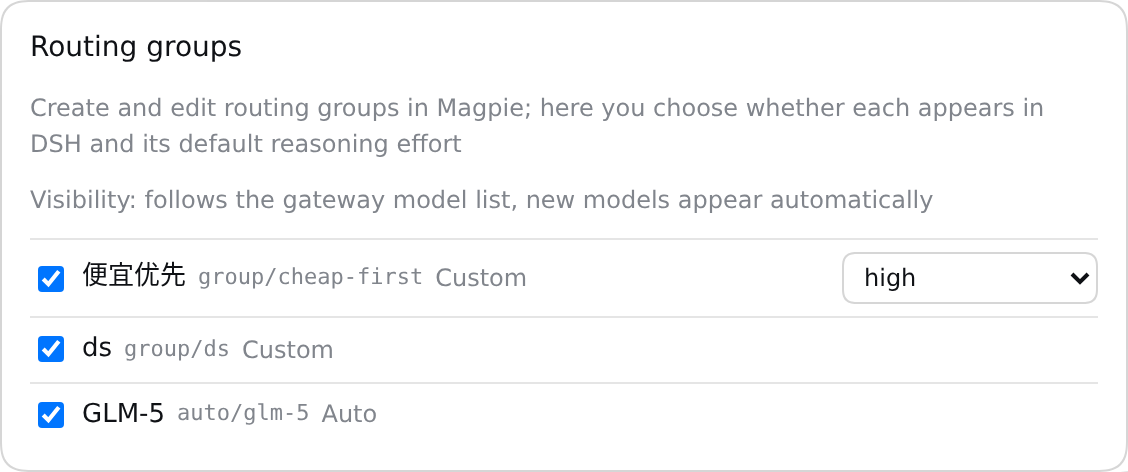 Routing groups
Create and edit routing groups in Magpie; here you choose whether each appears in
DSH and its default reasoning effort
Visibility: follows the gateway model list, new models appear automatically
便宜优先 group/cheap-first Custom high
ds group/ds Custom
GLM-5 auto/glm-5 Auto